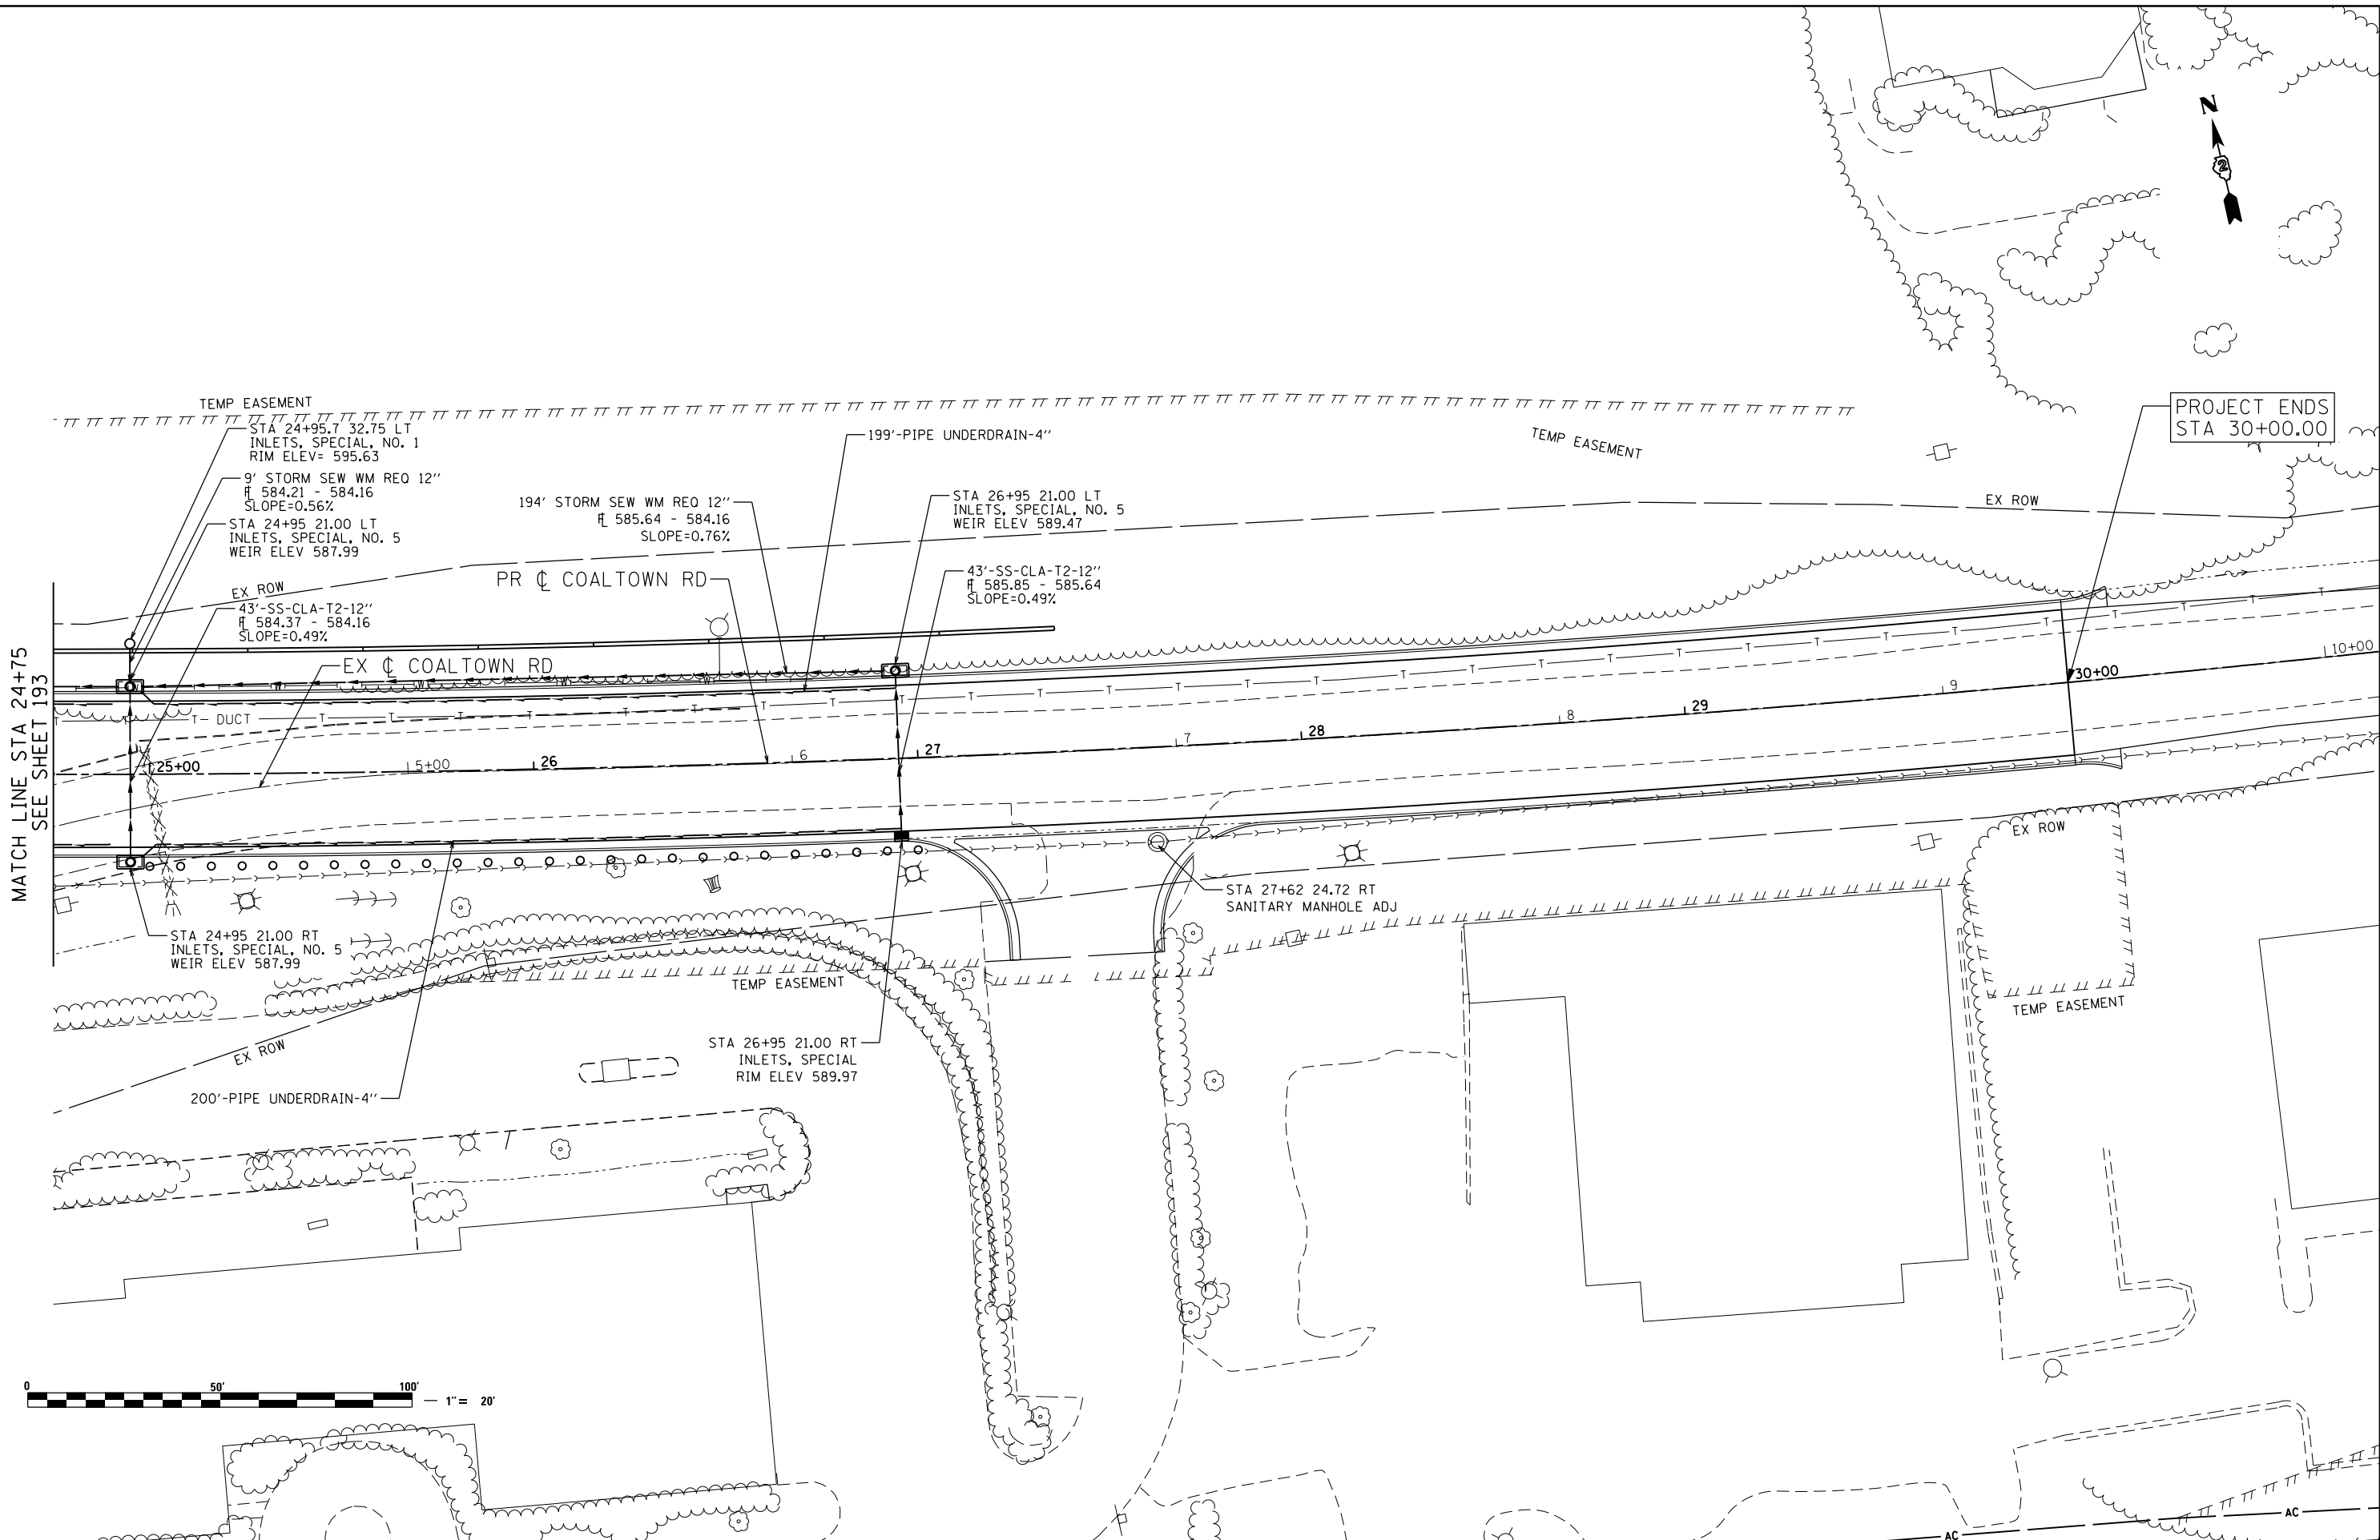 N
2
TEMP EASEMENT
STA 24+95.7 32.75 LT
INLETS, SPECIAL, NO. 1
RIM ELEV= 595.63
9' STORM SEW WM REQ 12''
584.21 - 584.16
SLOPE=0.56%
STA 24+95 21.00 LT
INLETS, SPECIAL, NO. 5
WEIR ELEV 587.99
EX ROW
43'-SS-CLA-T2-12''
584.37 - 584.16
SLOPE=0.49%
194' STORM SEW WM REQ 12''
585.64 - 584.16
SLOPE=0.76%
199'-PIPE UNDERDRAIN-4''
STA 26+95 21.00 LT
INLETS, SPECIAL, NO. 5
WEIR ELEV 589.47
PR ℄ COALTOWN RD
43'-SS-CLA-T2-12''
585.85 - 585.64
SLOPE=0.49%
TEMP EASEMENT
PROJECT ENDS
STA 30+00.00
EX ROW
EX ℄ COALTOWN RD
MATCH LINE STA 24+75
SEE SHEET 193
T- DUCT
25+00
5+00
26
6
27
7
28
8
29
9
30+00
10+00
STA 24+95 21.00 RT
INLETS, SPECIAL, NO. 5
WEIR ELEV 587.99
STA 27+62 24.72 RT
SANITARY MANHOLE ADJ
EX ROW
TEMP EASEMENT
TEMP EASEMENT
EX ROW
STA 26+95 21.00 RT
INLETS, SPECIAL
RIM ELEV 589.97
200'-PIPE UNDERDRAIN-4''
0 50' 100'
1''= 20'
AC
AC